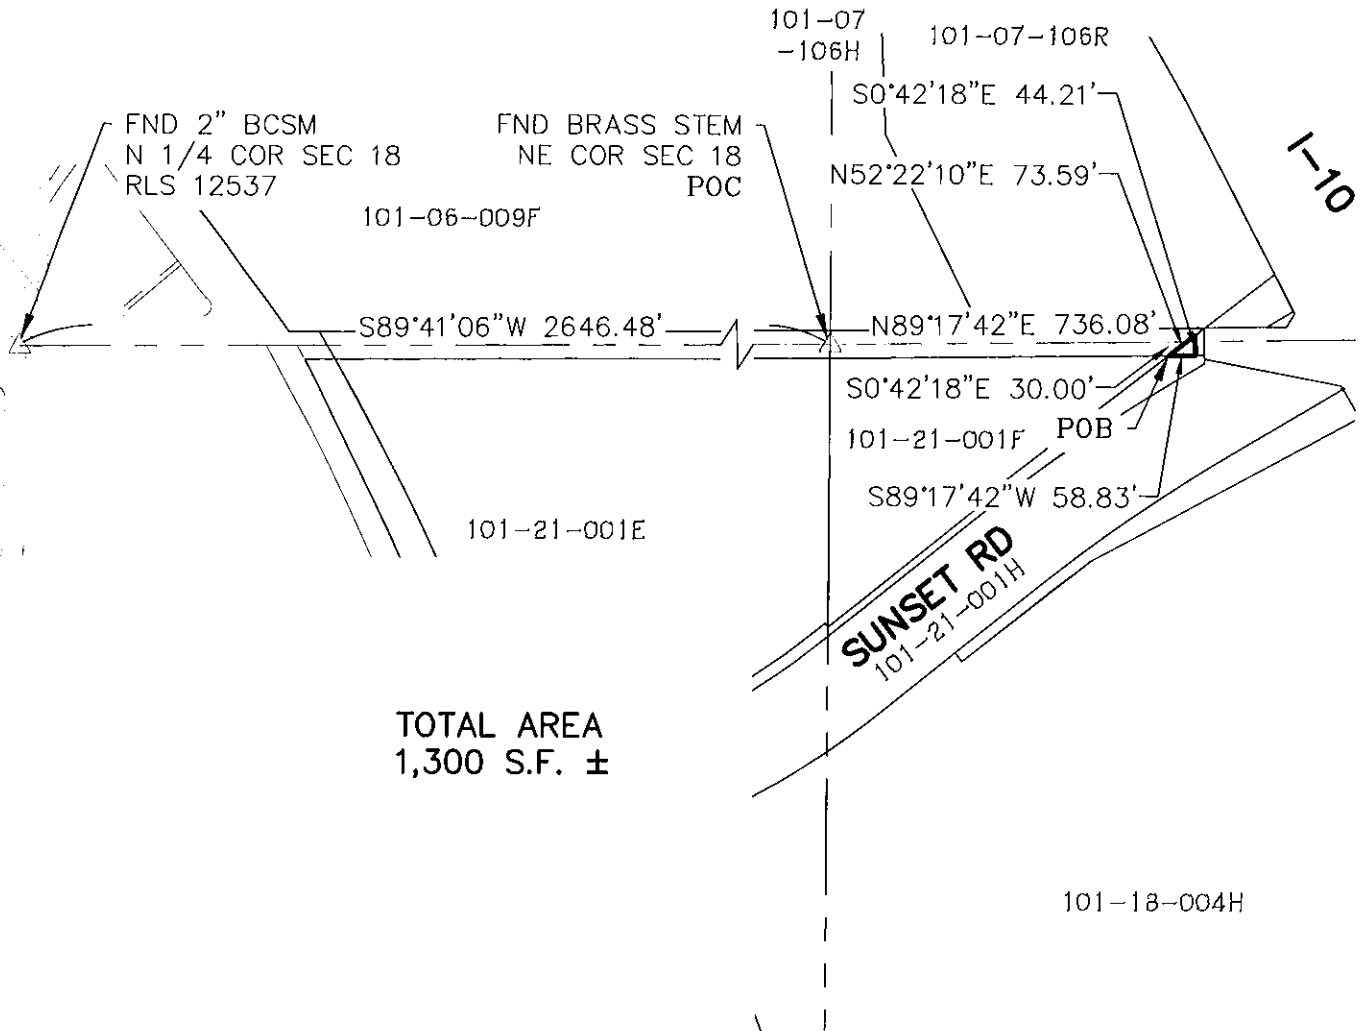 101-07
-106H
101-07-106R
S0°42'18"E 44.21'
FND 2" BCSM
N 1/4 COR SEC 18
RLS 12537
FND BRASS STEM
NE COR SEC 18
POC
N52°22'10"E 73.59'
I-10
101-06-009F
S89°41'06"W 2646.48'
N89°17'42"E 736.08'
S0°42'18"E 30.00'
101-21-001F
POB
S89°17'42"W 58.83'
101-21-001E
SUNSET RD
101-21-001H
TOTAL AREA
1,300 S.F. ±
101-18-004H